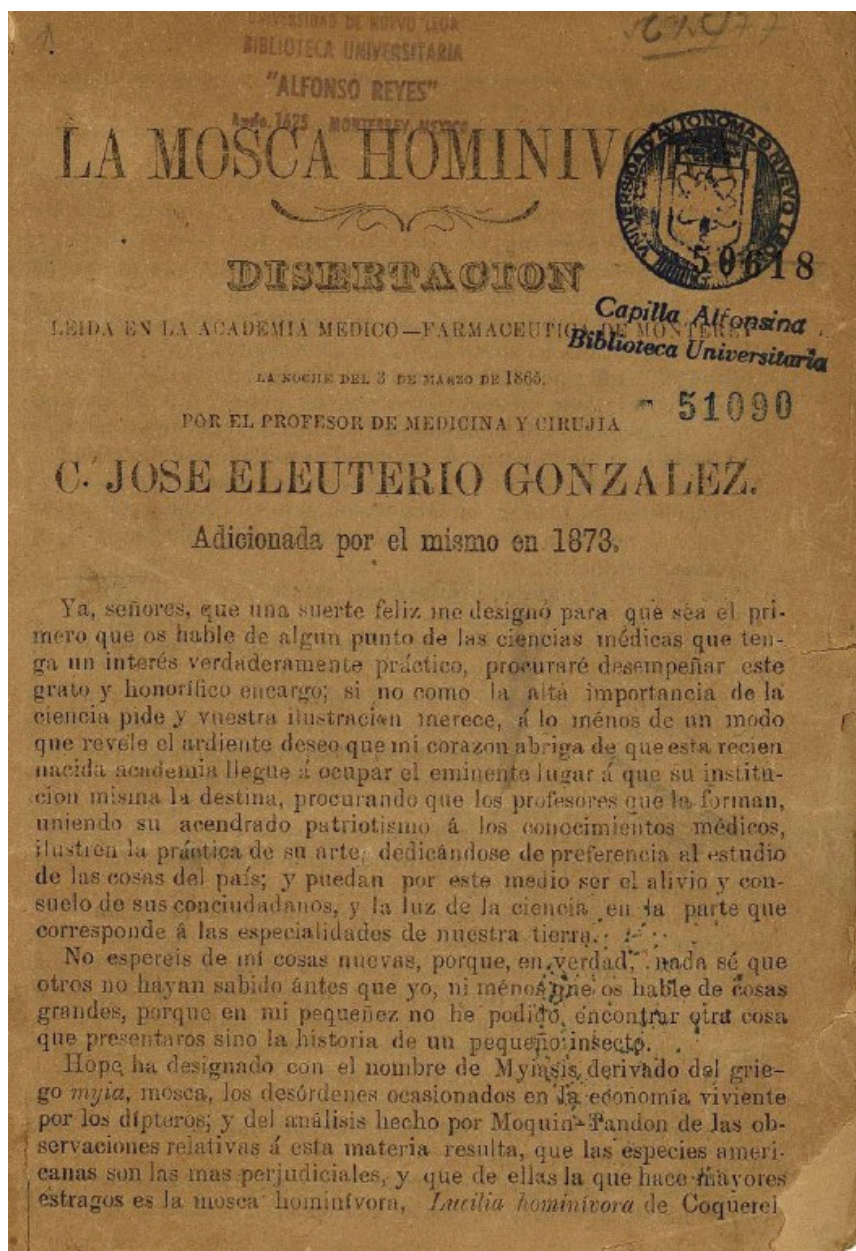 1.
UNIVERSIDAD DE NUEVO LEON
BIBLIOTECA UNIVERSITARIA
"ALFONSO REYES"
Apdo. 1625 MONTERREY, MEXICO
LA MOSCA HOMINIV
DISERTACION
50618
LEIDA EN LA ACADEMIA MEDICO—FARMACEUTICA DE MONTEREY
Capilla Alfonsina
Biblioteca Universitaria
LA NOCHE DEL 3 DE MARZO DE 1865.
51090
POR EL PROFESOR DE MEDICINA Y CIRUJIA
C. JOSE ELEUTERIO GONZALEZ.
Adicionada por el mismo en 1873.
Ya, señores, que una suerte feliz me designó para que sea el pri-
mero que os hable de algun punto de las ciencias médicas que ten-
ga un interés verdaderamente práctico, procuraré desempeñar este
grato y honorífico encargo; si no como la alta importancia de la
ciencia pide y vuestra ilustracion merece, á lo ménos de un modo
que revele el ardiente deseo que mi corazon abriga de que esta recien
nacida academia llegue á ocupar el eminente lugar á que su institu-
cion misma la destina, procurando que los profesores que la forman,
uniendo su acendrado patriotismo á los conocimientos médicos,
ilustren la práctica de su arte, dedicándose de preferencia al estudio
de las cosas del país; y puedan por este medio ser el alivio y con-
suelo de sus conciudadanos, y la luz de la ciencia en la parte que
corresponde á las especialidades de nuestra tierra.
No espereis de mí cosas nuevas, porque, en verdad, nada sé que
otros no hayan sabido ántes que yo, ni ménos que os hable de cosas
grandes, porque en mi pequeñez no he podido encontrar otra cosa
que presentaros sino la historia de un pequeño insecto.
Hope ha designado con el nombre de Myiasis derivado del grie-
go myia, mosca, los desórdenes ocasionados en la economía viviente
por los dípteros; y del análisis hecho por Moquin-Tandon de las ob-
servaciones relativas á esta materia resulta, que las especies ameri-
canas son las mas perjudiciales, y que de ellas la que hace mayores
estragos es la mosca hominívora, Lucilia hominívora de Coquerel